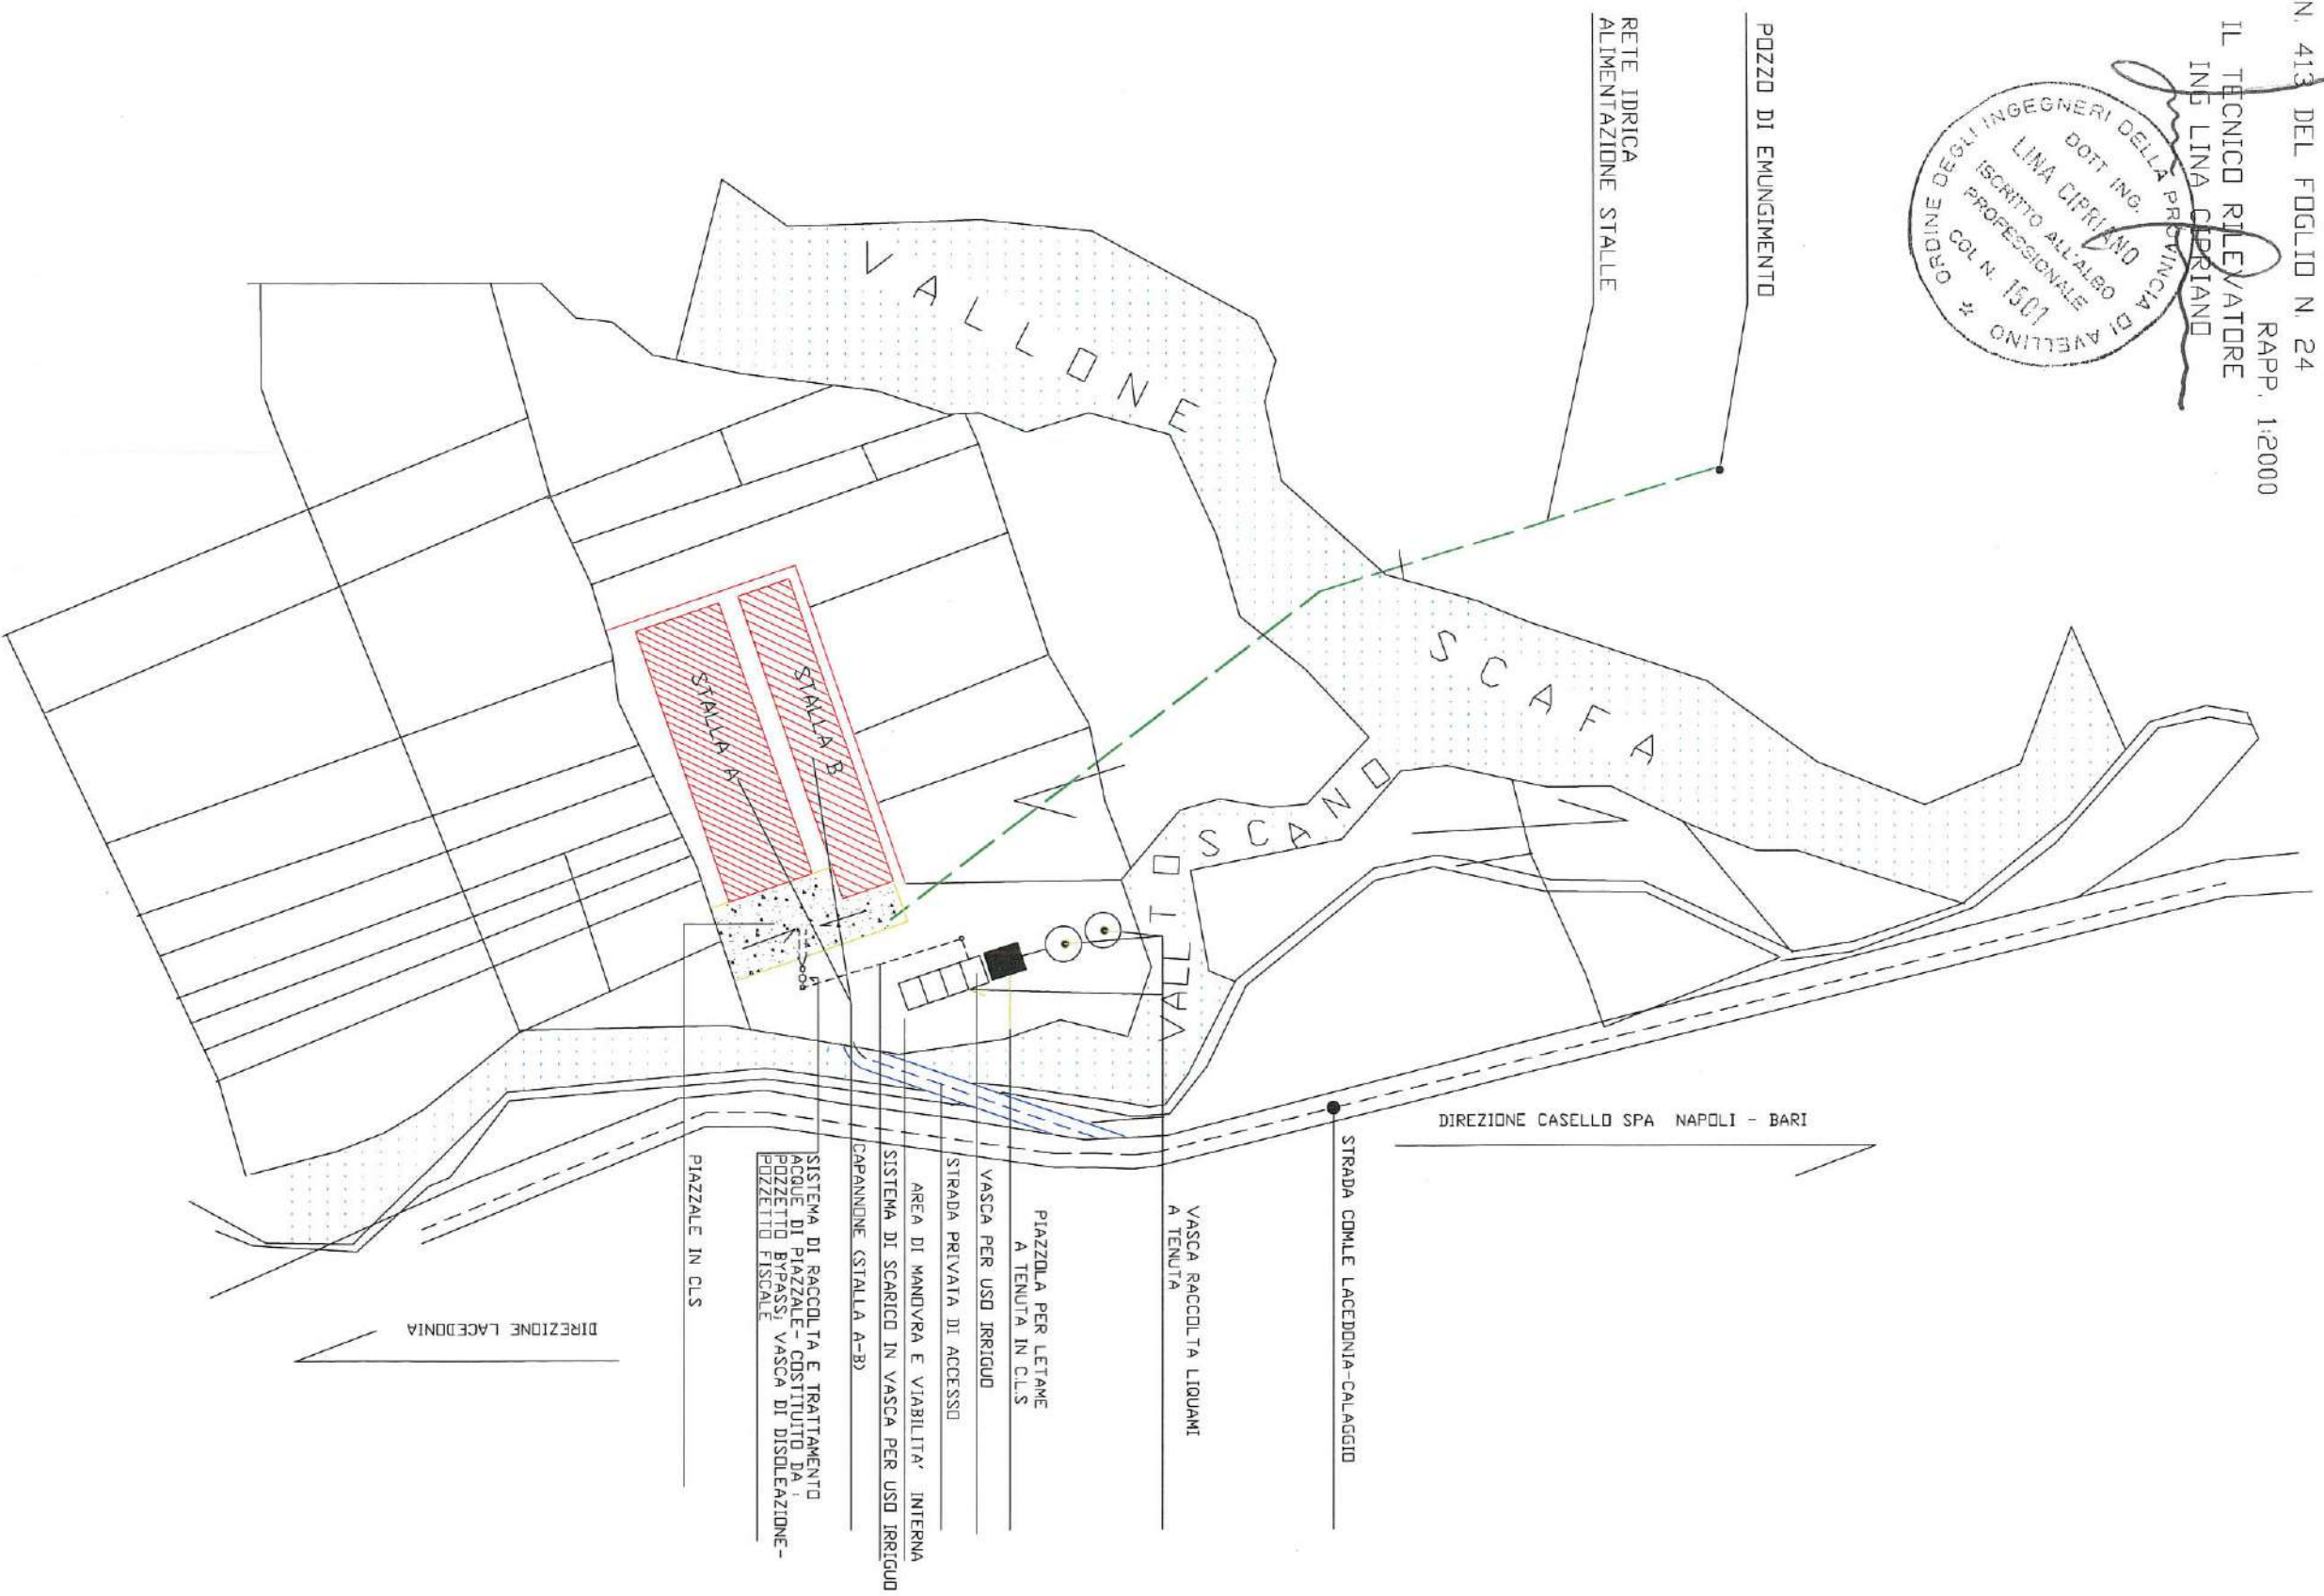 N. 413 DEL FOGLIO N. 24
RAPP. 1:2000
IL TECNICO RILEVATORE
ING LINA CIPRIANO
ORDINE DEGLI INGEGNERI DELLA PROVINCIA DI AVELLINO *
DOTT ING.
LINA CIPRIANO
ISCRITTO ALL'ALBO
PROFESSIONALE
COL N. 1501
POZZO DI EMUNGIMENTO
RETE IDRICA
ALIMENTAZIONE STALLE
VALLONE
SCAFA
VALLTO SCANO
STALLA B
STALLA A
DIREZIONE CASELLO SPA NAPOLI - BARI
STRADA COM.LE LACEDONIA-CALAGGIO
VASCA RACCOLTA LIQUAMI
A TENUTA
PIAZZOLA PER LETAME
A TENUTA IN C.L.S
VASCA PER USO IRRIGUO
STRADA PRIVATA DI ACCESSO
AREA DI MANOVRA E VIABILITA' INTERNA
SISTEMA DI SCARICO IN VASCA PER USO IRRIGUO
CAPANNONE (STALLA A-B)
SISTEMA DI RACCOLTA E TRATTAMENTO
ACQUE DI PIAZZALE- COSTITUITO DA :
POZZETTO BYPASS; VASCA DI DISOLEAZIONE-
POZZETTO FISCALE
PIAZZALE IN CLS
DIREZIONE LACEDONIA